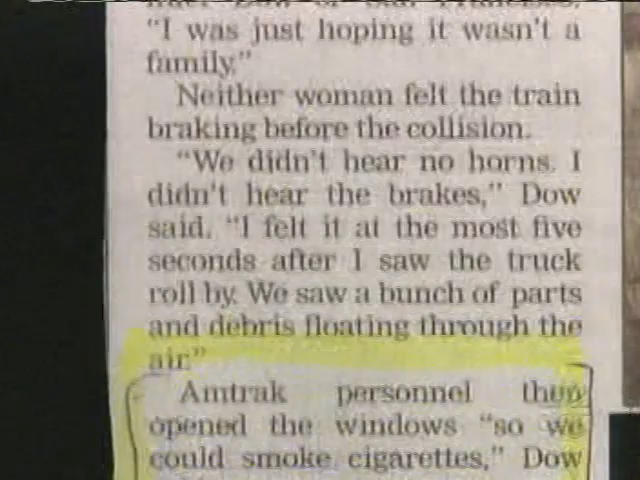 "I was just hoping it wasn't a
family."
Neither woman felt the train
braking before the collision.
"We didn't hear no horns. I
didn't hear the brakes," Dow
said. "I felt it at the most five
seconds after I saw the truck
roll by. We saw a bunch of parts
and debris floating through the
air."
Amtrak personnel then
opened the windows "so we
could smoke cigarettes," Dow